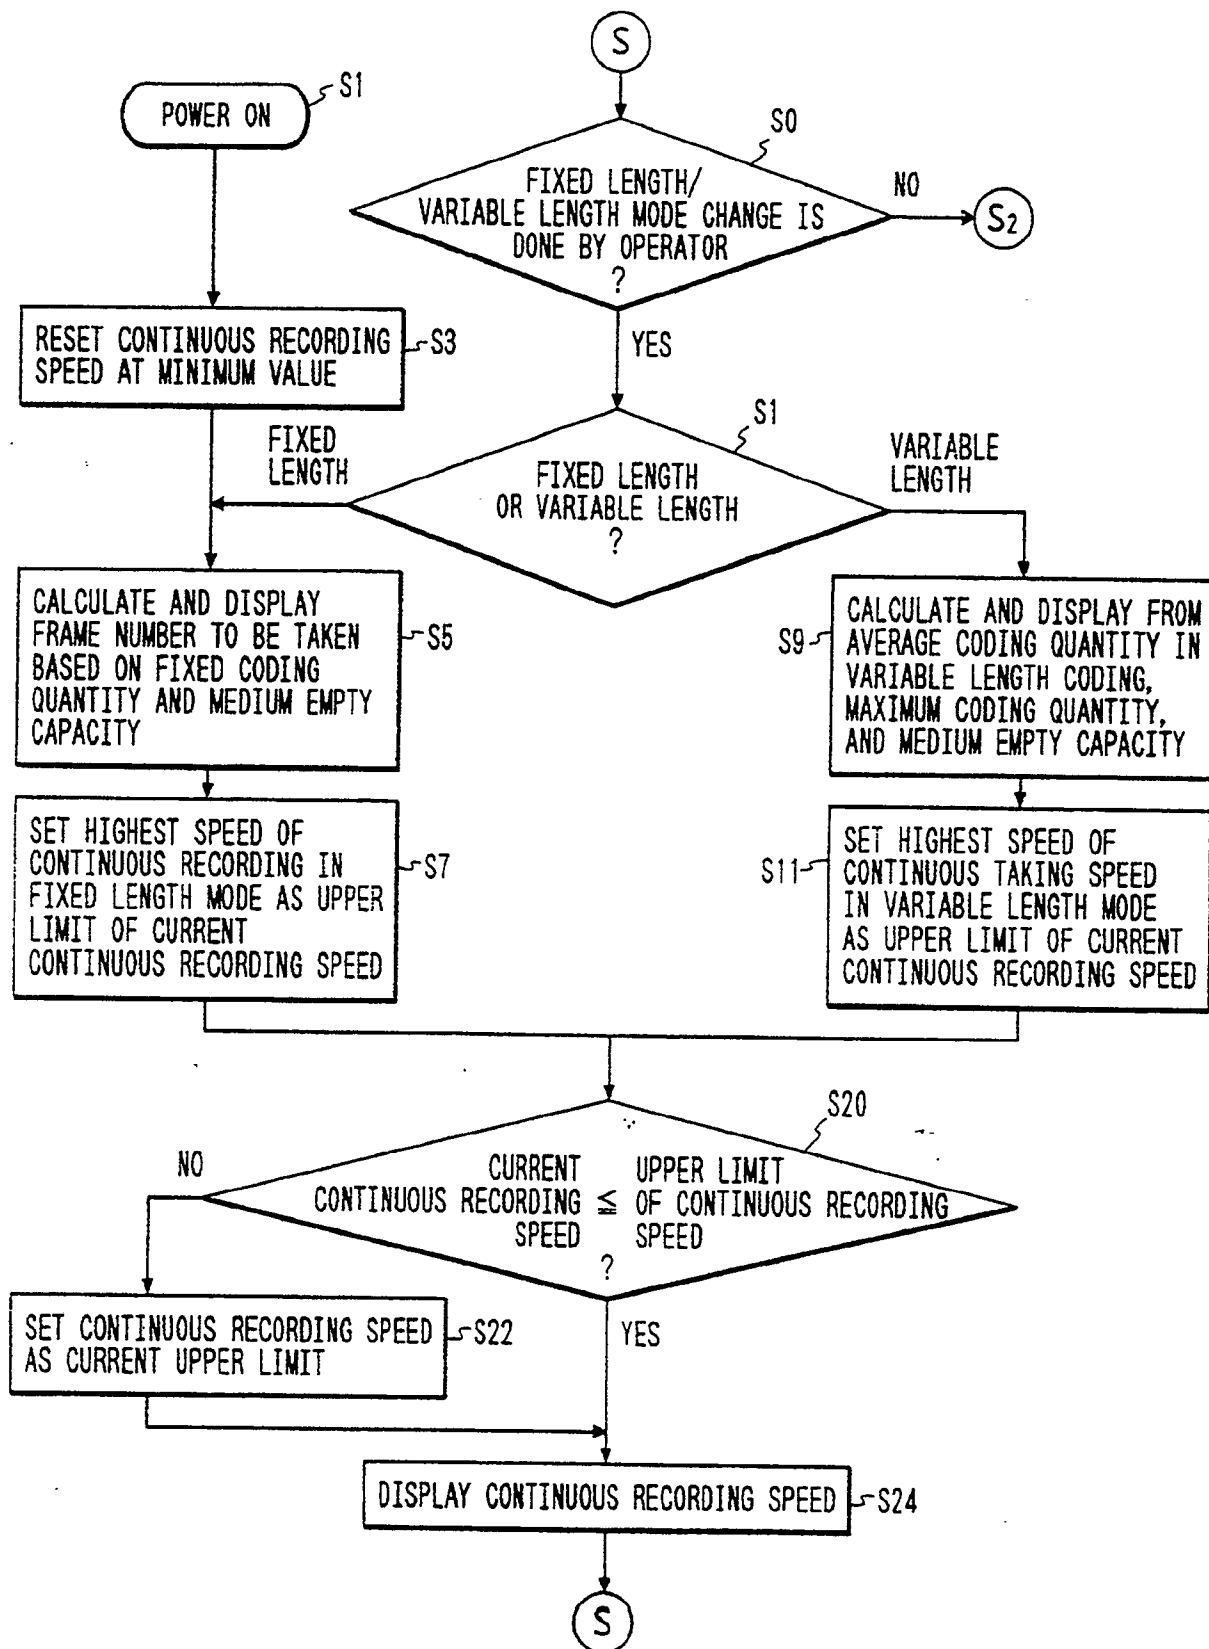 S
POWER ON
S1
FIXED LENGTH/
VARIABLE LENGTH MODE CHANGE IS
DONE BY OPERATOR
?
S0
NO
S2
RESET CONTINUOUS RECORDING
SPEED AT MINIMUM VALUE
S3
YES
FIXED
LENGTH
FIXED LENGTH
OR VARIABLE LENGTH
?
S1
VARIABLE
LENGTH
CALCULATE AND DISPLAY
FRAME NUMBER TO BE TAKEN
BASED ON FIXED CODING
QUANTITY AND MEDIUM EMPTY
CAPACITY
S5
S9
CALCULATE AND DISPLAY FROM
AVERAGE CODING QUANTITY IN
VARIABLE LENGTH CODING,
MAXIMUM CODING QUANTITY,
AND MEDIUM EMPTY CAPACITY
SET HIGHEST SPEED OF
CONTINUOUS RECORDING IN
FIXED LENGTH MODE AS UPPER
LIMIT OF CURRENT
CONTINUOUS RECORDING SPEED
S7
S11
SET HIGHEST SPEED OF
CONTINUOUS TAKING SPEED
IN VARIABLE LENGTH MODE
AS UPPER LIMIT OF CURRENT
CONTINUOUS RECORDING SPEED
S20
NO
CURRENT UPPER LIMIT
CONTINUOUS RECORDING ≦ OF CONTINUOUS RECORDING
SPEED SPEED
?
SET CONTINUOUS RECORDING SPEED
AS CURRENT UPPER LIMIT
S22
YES
DISPLAY CONTINUOUS RECORDING SPEED
S24
S